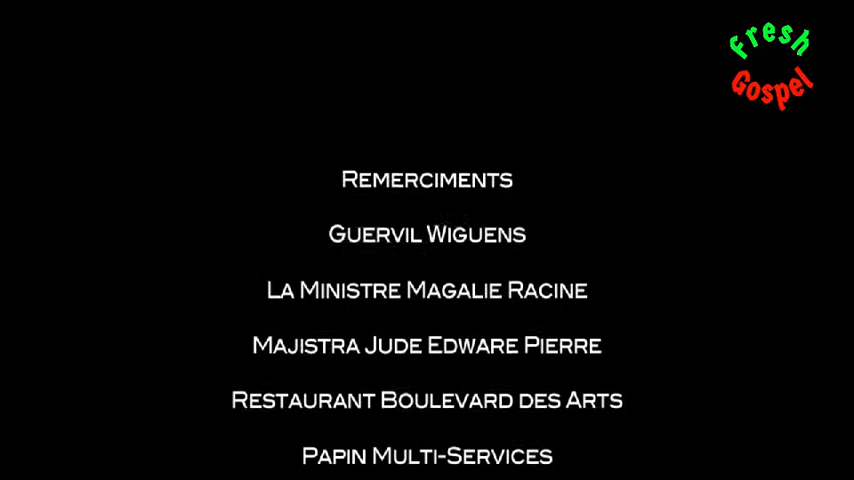 Fresh
Gospel
REMERCIMENTS
GUERVIL WIGUENS
LA MINISTRE MAGALIE RACINE
MAJISTRA JUDE EDWARE PIERRE
RESTAURANT BOULEVARD DES ARTS
PAPIN MULTI-SERVICES